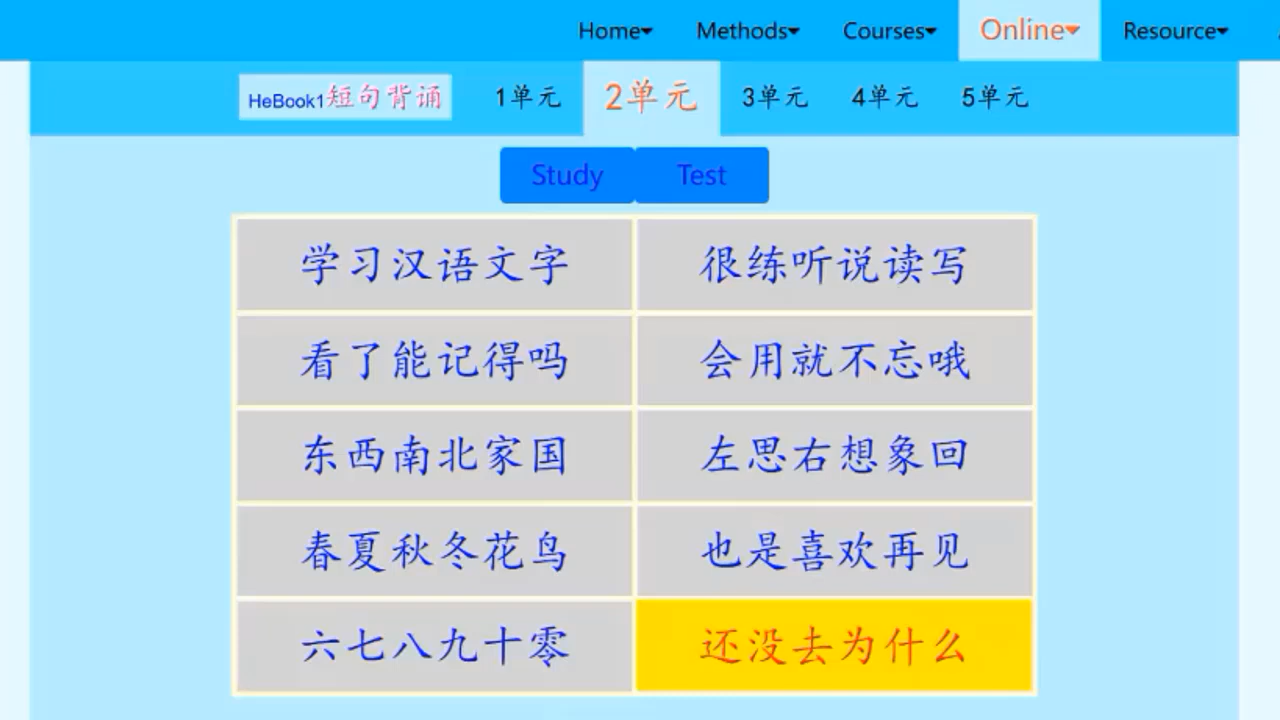 Home Methods Courses Online Resource
HeBook1短句背诵 1单元 2单元 3单元 4单元 5单元
Study Test
学习汉语文字 很练听说读写
看了能记得吗 会用就不忘哦
东西南北家国 左思右想象回
春夏秋冬花鸟 也是喜欢再见
六七八九十零 还没去为什么